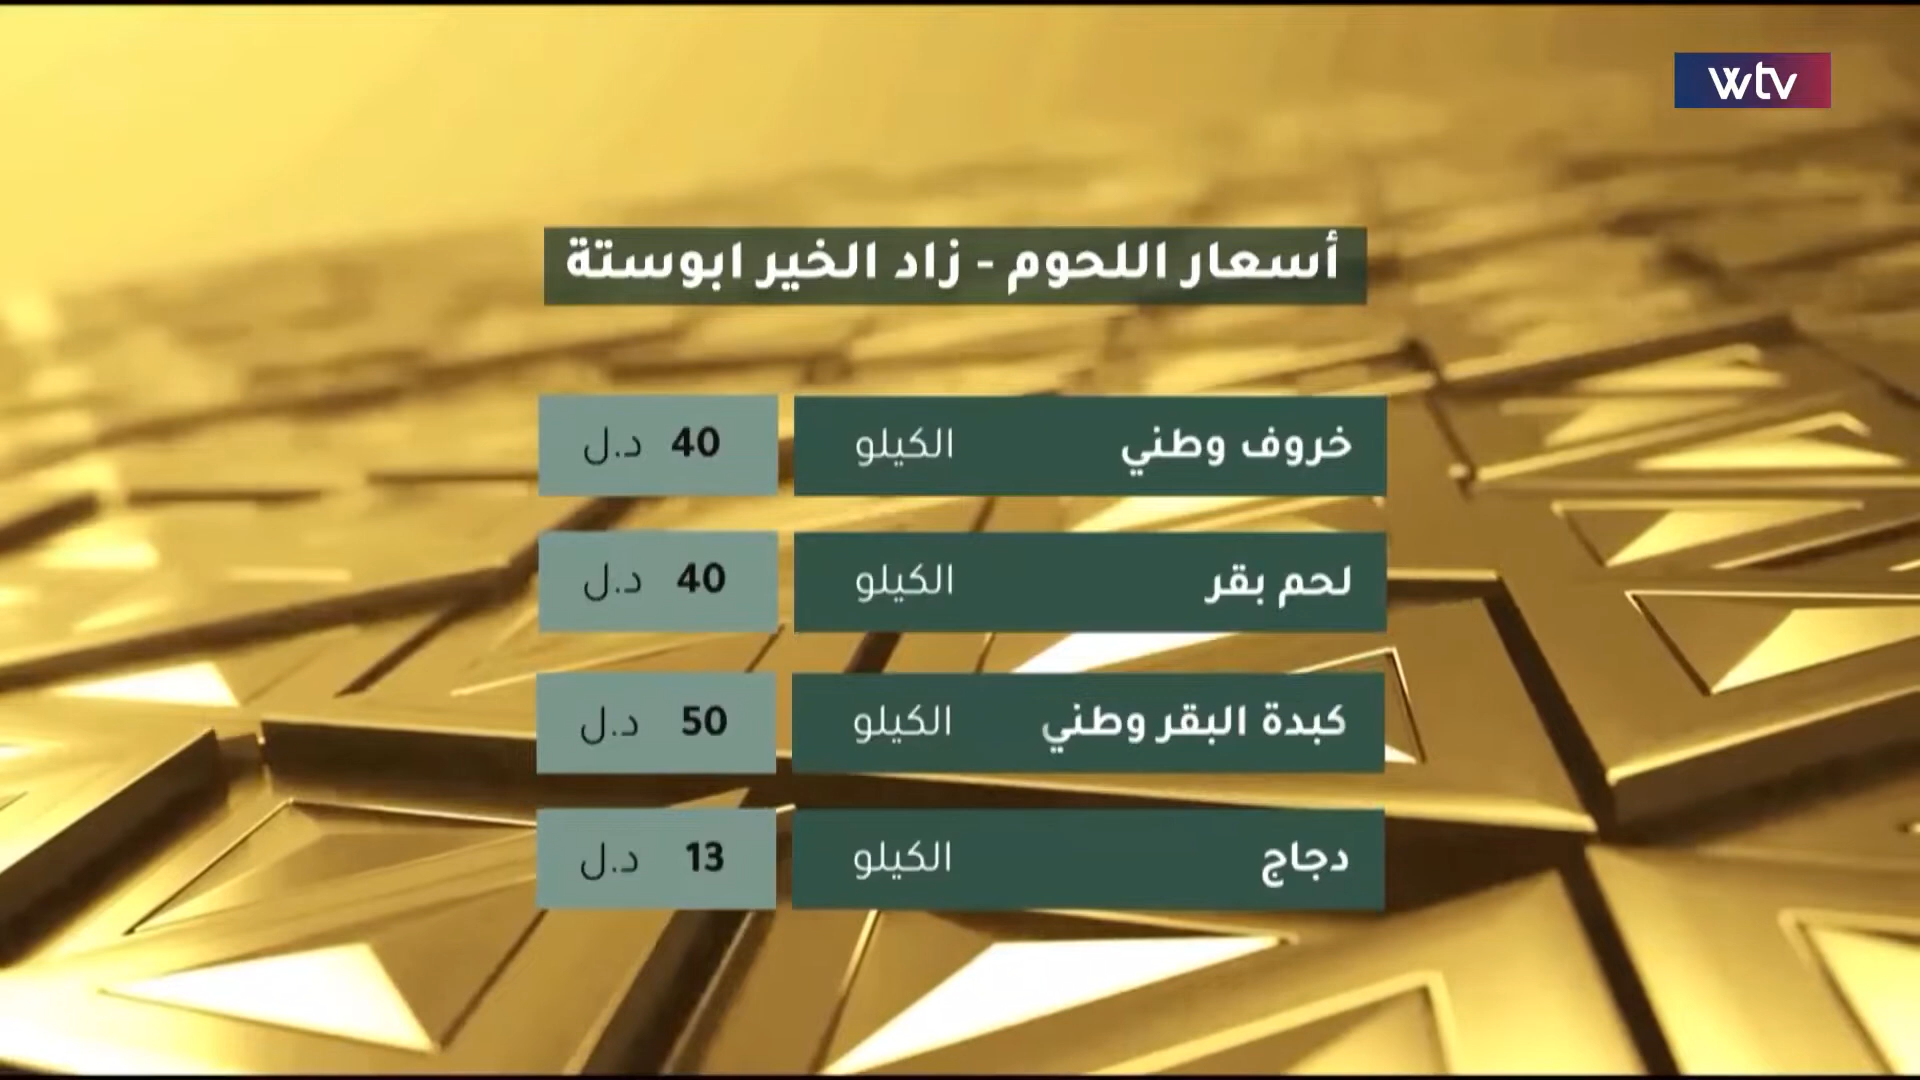 wtv
أسعار اللحوم - زاد الخير ابوستة
خروف وطني الكيلو 40 د.ل
لحم بقر الكيلو 40 د.ل
كبدة البقر وطني الكيلو 50 د.ل
دجاج الكيلو 13 د.ل